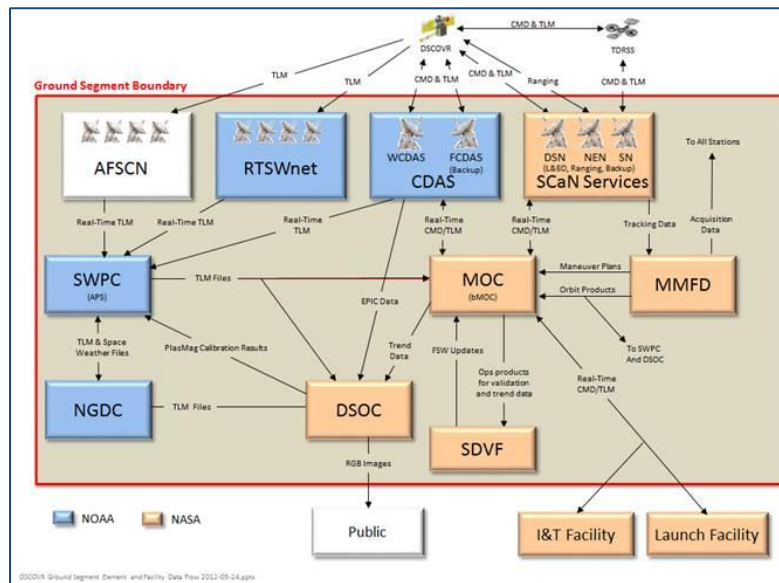 DSCOVR
CMD & TLM
TDRSS
TLM
TLM
CMD & TLM
CMD & TLM
Ranging
CMD & TLM
Ground Segment Boundary
AFSCN
RTSWnet
WCDAS
FCDAS
(Backup)
CDAS
DSN
NEN
SN
(L&EO, Ranging, Backup)
SCaN Services
To All Stations
Real-Time TLM
Real-Time TLM
Real-Time
TLM
Real-Time
CMD/TLM
Real-Time
CMD/TLM
Tracking Data
Acquisition
Data
SWPC
(APS)
TLM Files
EPIC Data
MOC
(bMOC)
Maneuver Plans
Orbit Products
MMFD
TLM & Space
Weather Files
PlasMag Calibration Results
Trend
Data
FSW Updates
Ops products
for validation
and trend data
To SWPC
And DSOC
Real-Time
CMD/TLM
NGDC
TLM Files
DSOC
SDVF
RGB Images
NOAA
NASA
Public
I&T Facility
Launch Facility
DSCOVR Ground Segment Element and Facility Data Flow 2012-05-24.pptx